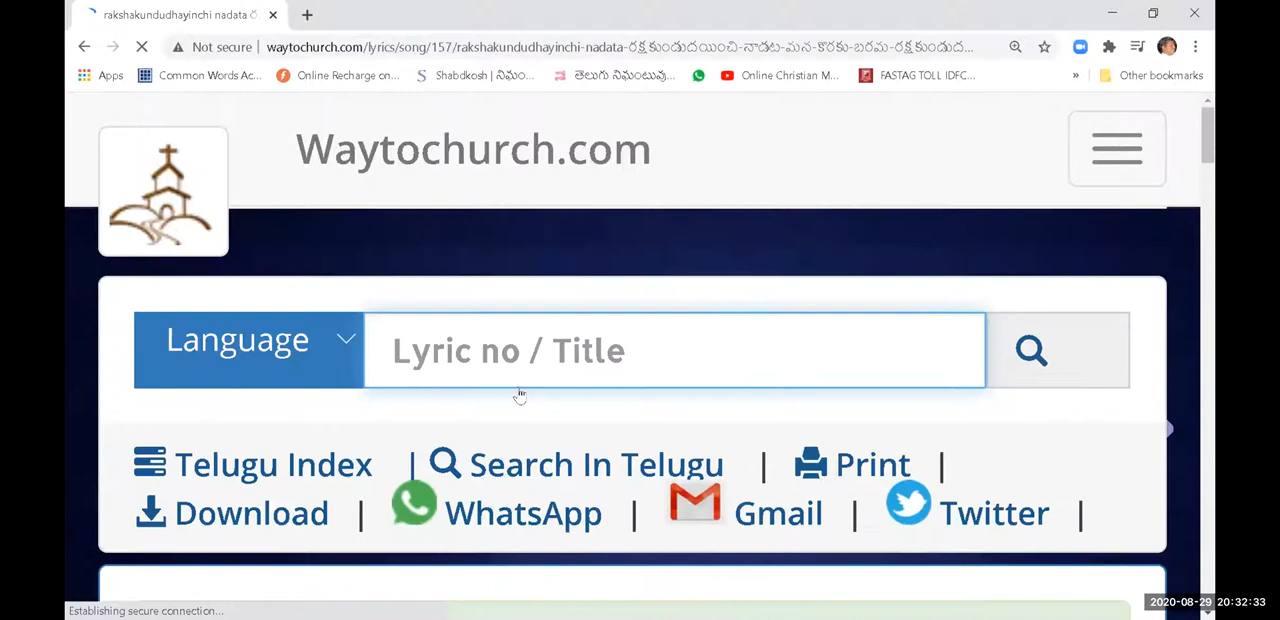 rakshakundudhayinchi nadata ర
Not secure | waytochurch.com/lyrics/song/157/rakshakundudhayinchi-nadata-రక్షకుండుదయించి-నాడట-మన-కొరకు-బరమ-రక్షకుండుద...
Apps Common Words Ac... Online Recharge on... Shabdkosh | నిఘం... తెలుగు నిఘంటువు... Online Christian M... FASTAG TOLL IDFC... » Other bookmarks
Waytochurch.com
Language Lyric no / Title
Telugu Index | Search In Telugu | Print |
Download | WhatsApp | Gmail | Twitter |
Establishing secure connection...
2020-08-29 20:32:33